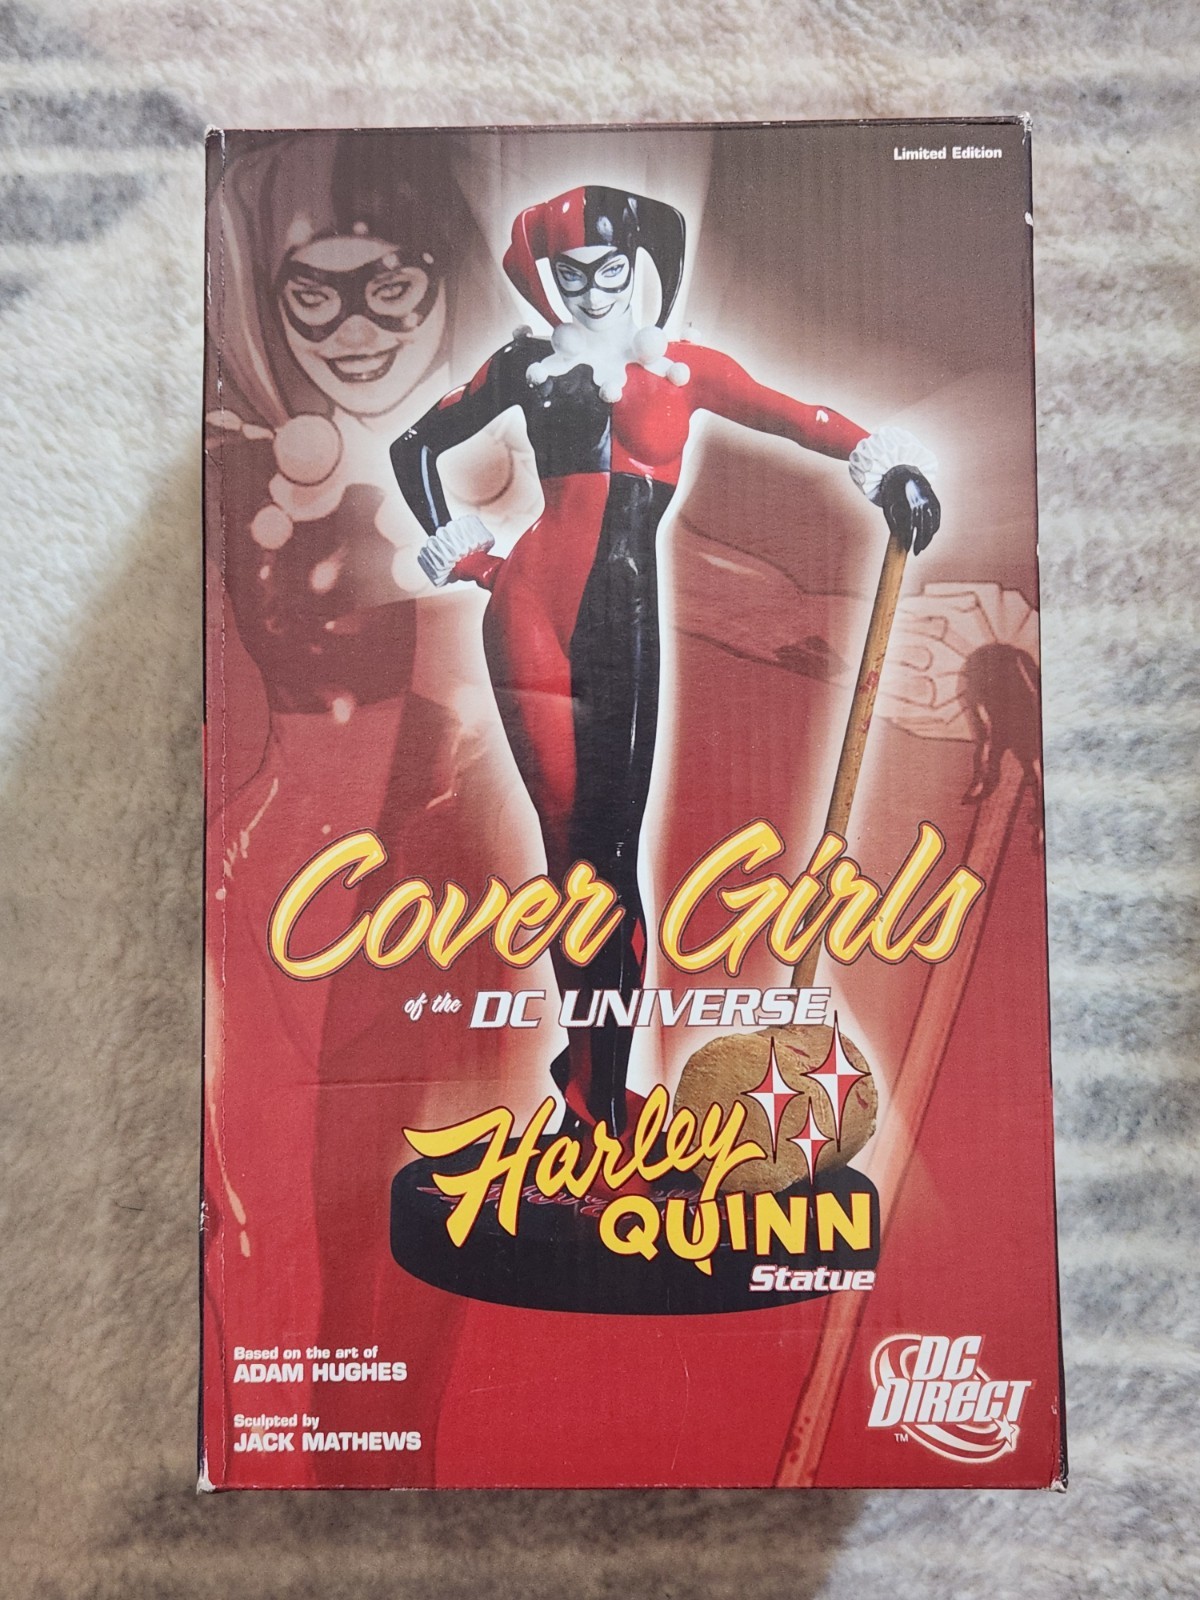 Limited Edition
Cover Girls
of the DC UNIVERSE
Harley
QUINN
Statue
Based on the art of
ADAM HUGHES
Sculpted by
JACK MATHEWS
DC
DIRECT
TM